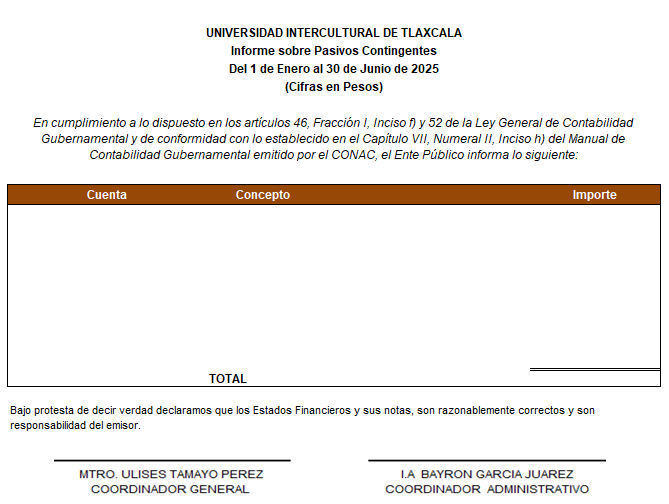 UNIVERSIDAD INTERCULTURAL DE TLAXCALA
Informe sobre Pasivos Contingentes
Del 1 de Enero al 30 de Junio de 2025
(Cifras en Pesos)
En cumplimiento a lo dispuesto en los artículos 46, Fracción I, Inciso f) y 52 de la Ley General de Contabilidad
Gubernamental y de conformidad con lo establecido en el Capítulo VII, Numeral II, Inciso h) del Manual de
Contabilidad Gubernamental emitido por el CONAC, el Ente Público informa lo siguiente:
Cuenta Concepto Importe
TOTAL
Bajo protesta de decir verdad declaramos que los Estados Financieros y sus notas, son razonablemente correctos y son
responsabilidad del emisor.
MTRO. ULISES TAMAYO PEREZ I.A BAYRON GARCIA JUAREZ
COORDINADOR GENERAL COORDINADOR ADMINISTRATIVO